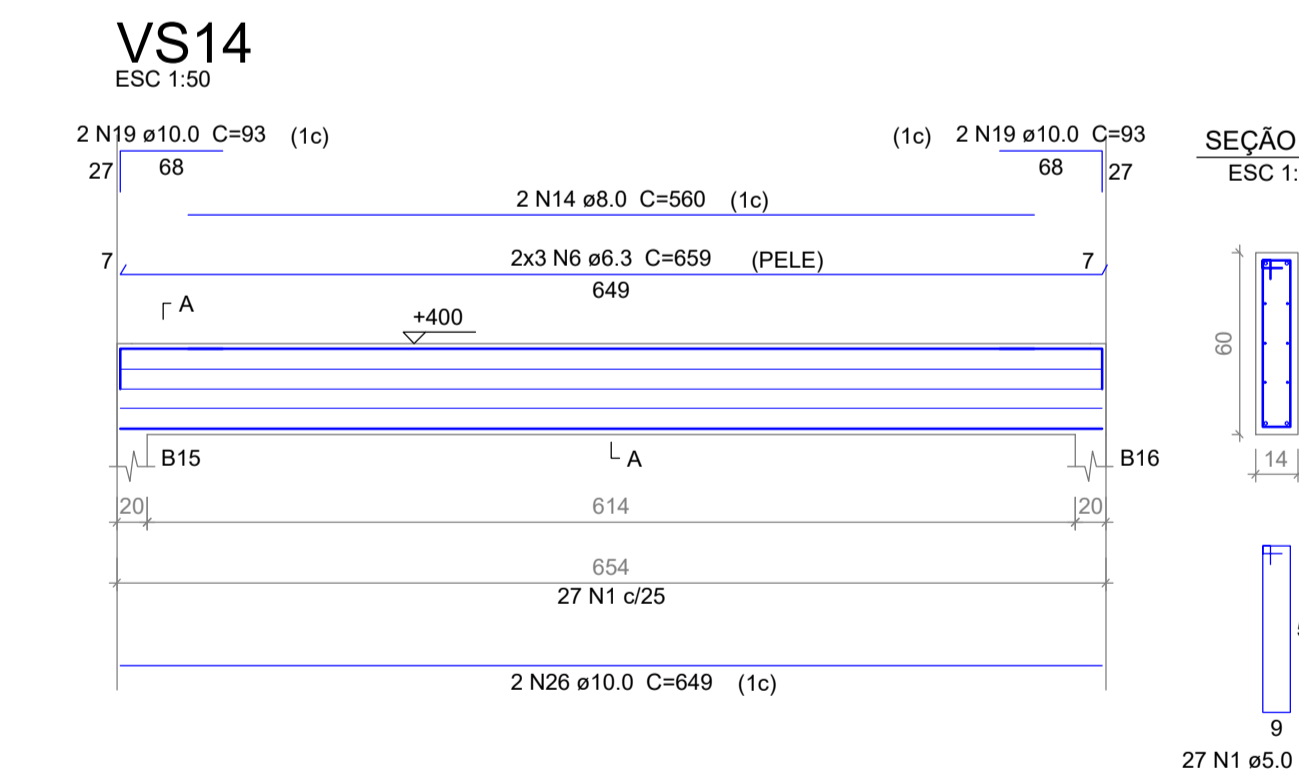 VS14
ESC 1:50
2 N19 ø10.0 C=93 (1c)
(1c) 2 N19 ø10.0 C=93
SEÇÃO
27
68
68
27
ESC 1:
2 N14 ø8.0 C=560 (1c)
7
2x3 N6 ø6.3 C=659 (PELE)
7
649
A
+400
60
B15
A
B16
14
20
614
20
654
27 N1 c/25
2 N26 ø10.0 C=649 (1c)
9
27 N1 ø5.0